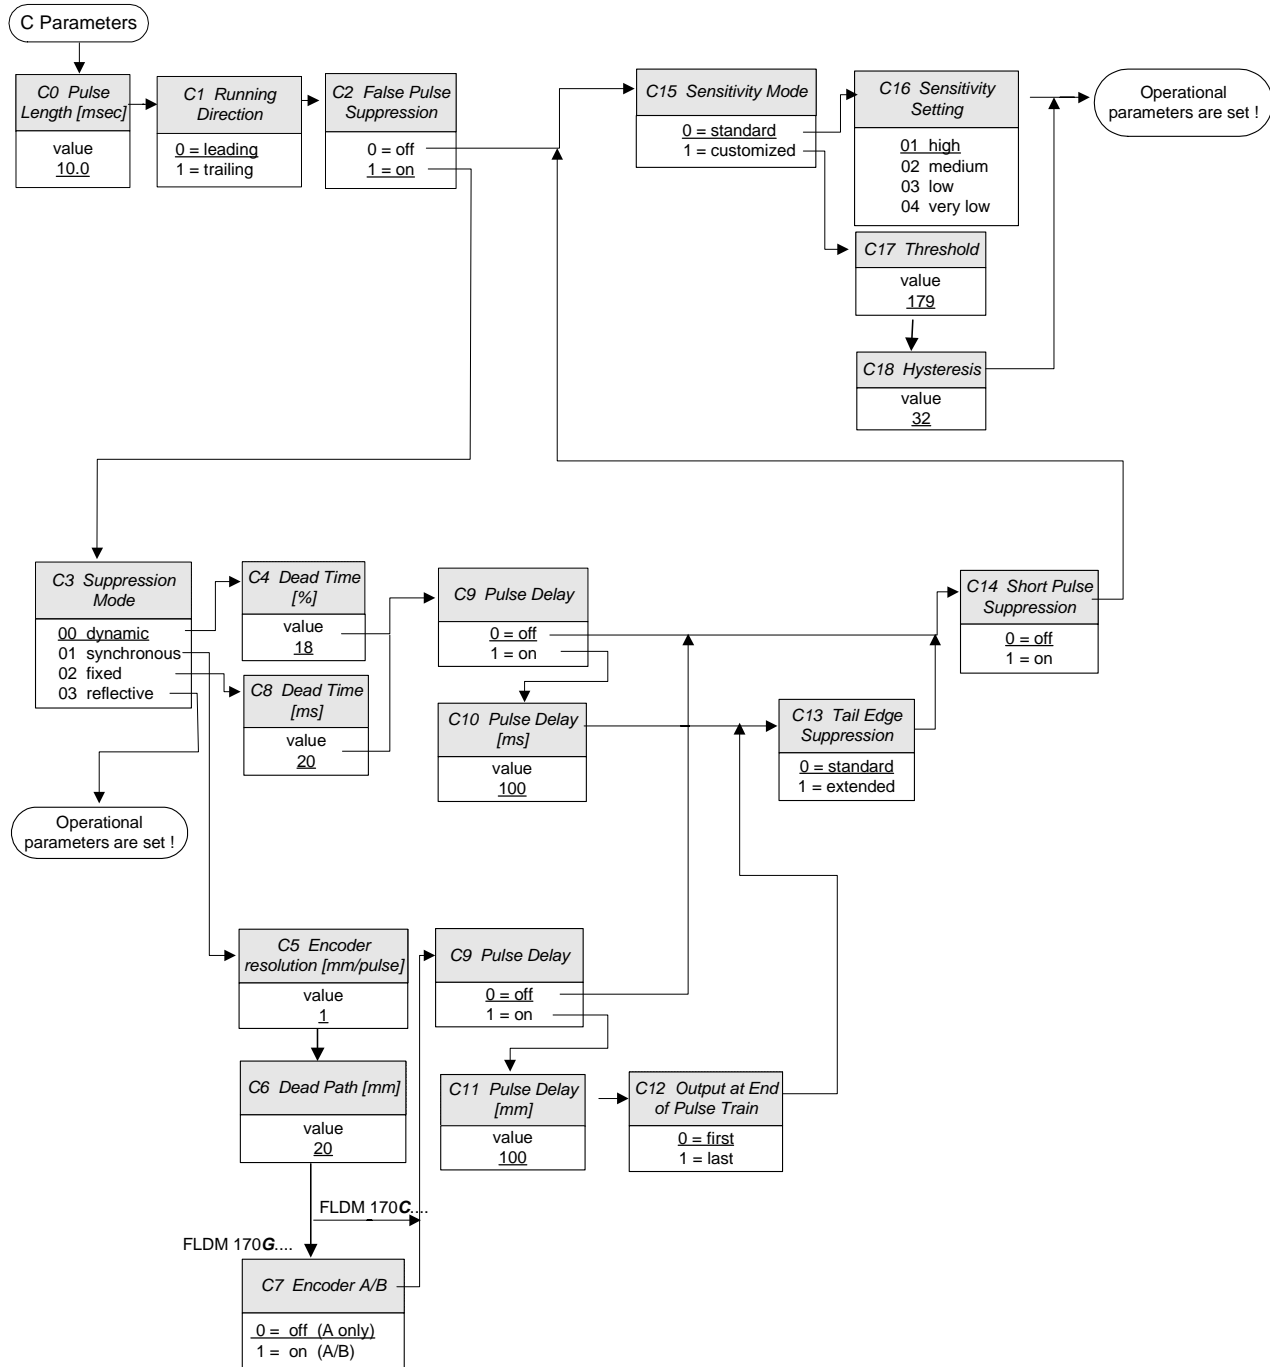 C Parameters
C0 Pulse
Length [msec]
value
10.0
C1 Running
Direction
0 = leading
1 = trailing
C2 False Pulse
Suppression
0 = off
1 = on
C15 Sensitivity Mode
0 = standard
1 = customized
C16 Sensitivity
Setting
01 high
02 medium
03 low
04 very low
Operational
parameters are set !
C17 Threshold
value
179
C18 Hysteresis
value
32
C3 Suppression
Mode
00 dynamic
01 synchronous
02 fixed
03 reflective
C4 Dead Time
[%]
value
18
C8 Dead Time
[ms]
value
20
C9 Pulse Delay
0 = off
1 = on
C10 Pulse Delay
[ms]
value
100
C13 Tail Edge
Suppression
0 = standard
1 = extended
C14 Short Pulse
Suppression
0 = off
1 = on
Operational
parameters are set !
C5 Encoder
resolution [mm/pulse]
value
1
C6 Dead Path [mm]
value
20
C9 Pulse Delay
0 = off
1 = on
C11 Pulse Delay
[mm]
value
100
C12 Output at End
of Pulse Train
0 = first
1 = last
FLDM 170C....
FLDM 170G....
C7 Encoder A/B
0 = off (A only)
1 = on (A/B)